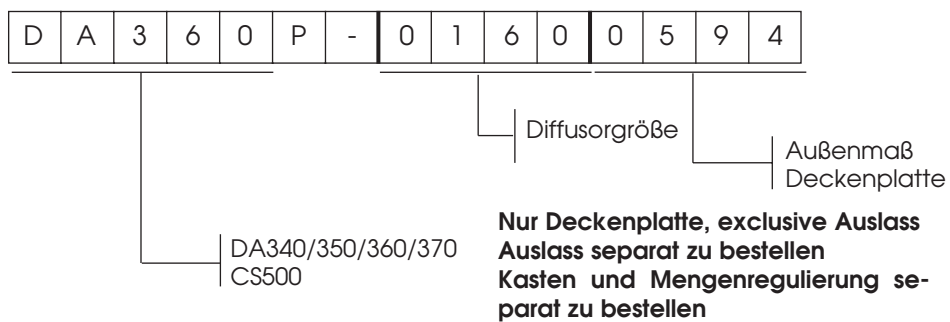 D A 3 6 0 P - 0 1 6 0 0 5 9 4
Diffusorgröße
Außenmaß
Deckenplatte
DA340/350/360/370
CS500
Nur Deckenplatte, exclusive Auslass
Auslass separat zu bestellen
Kasten und Mengenregulierung se-
parat zu bestellen